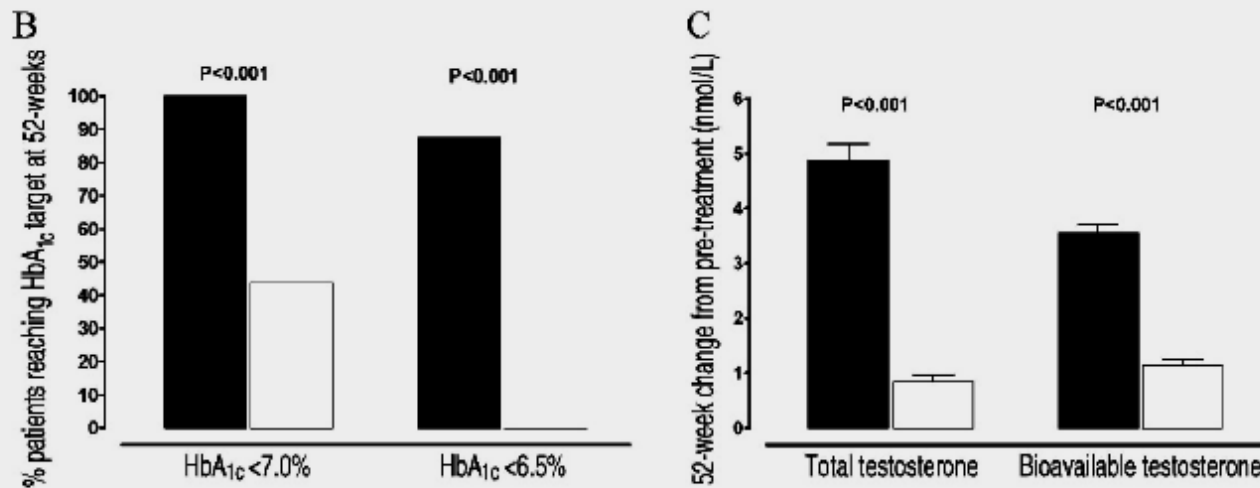 B
% patients reaching HbA1c target at 52-weeks
P<0.001
P<0.001
100
90
80
70
60
50
40
30
20
10
0
HbA1c <7.0%
HbA1c <6.5%
C
52-week change from pre-treatment (nmol/L)
P<0.001
P<0.001
6
5
4
3
2
1
0
Total testosterone
Bioavailable testosterone